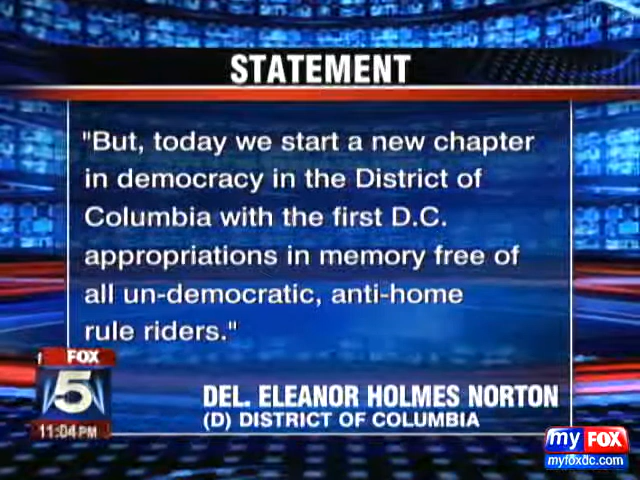 STATEMENT
"But, today we start a new chapter
in democracy in the District of
Columbia with the first D.C.
appropriations in memory free of
all un-democratic, anti-home
rule riders."
FOX
5
11:04 PM
DEL. ELEANOR HOLMES NORTON
(D) DISTRICT OF COLUMBIA
my FOX
myfoxdc.com